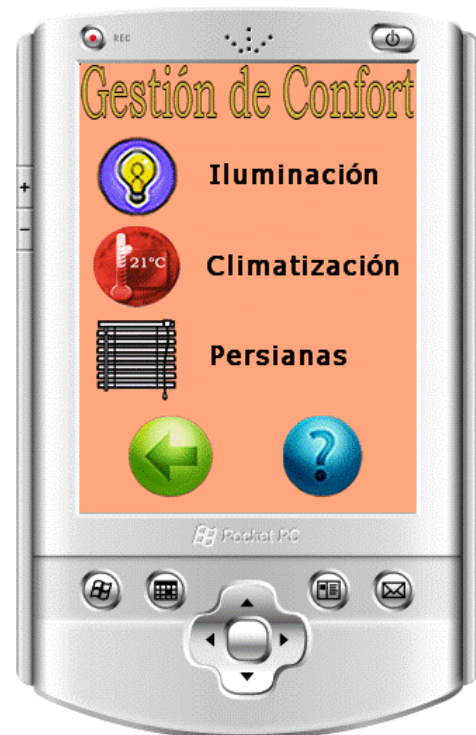 REC
Gestión de Confort
Iluminación
21°C
Climatización
Persianas
?
Pocket PC